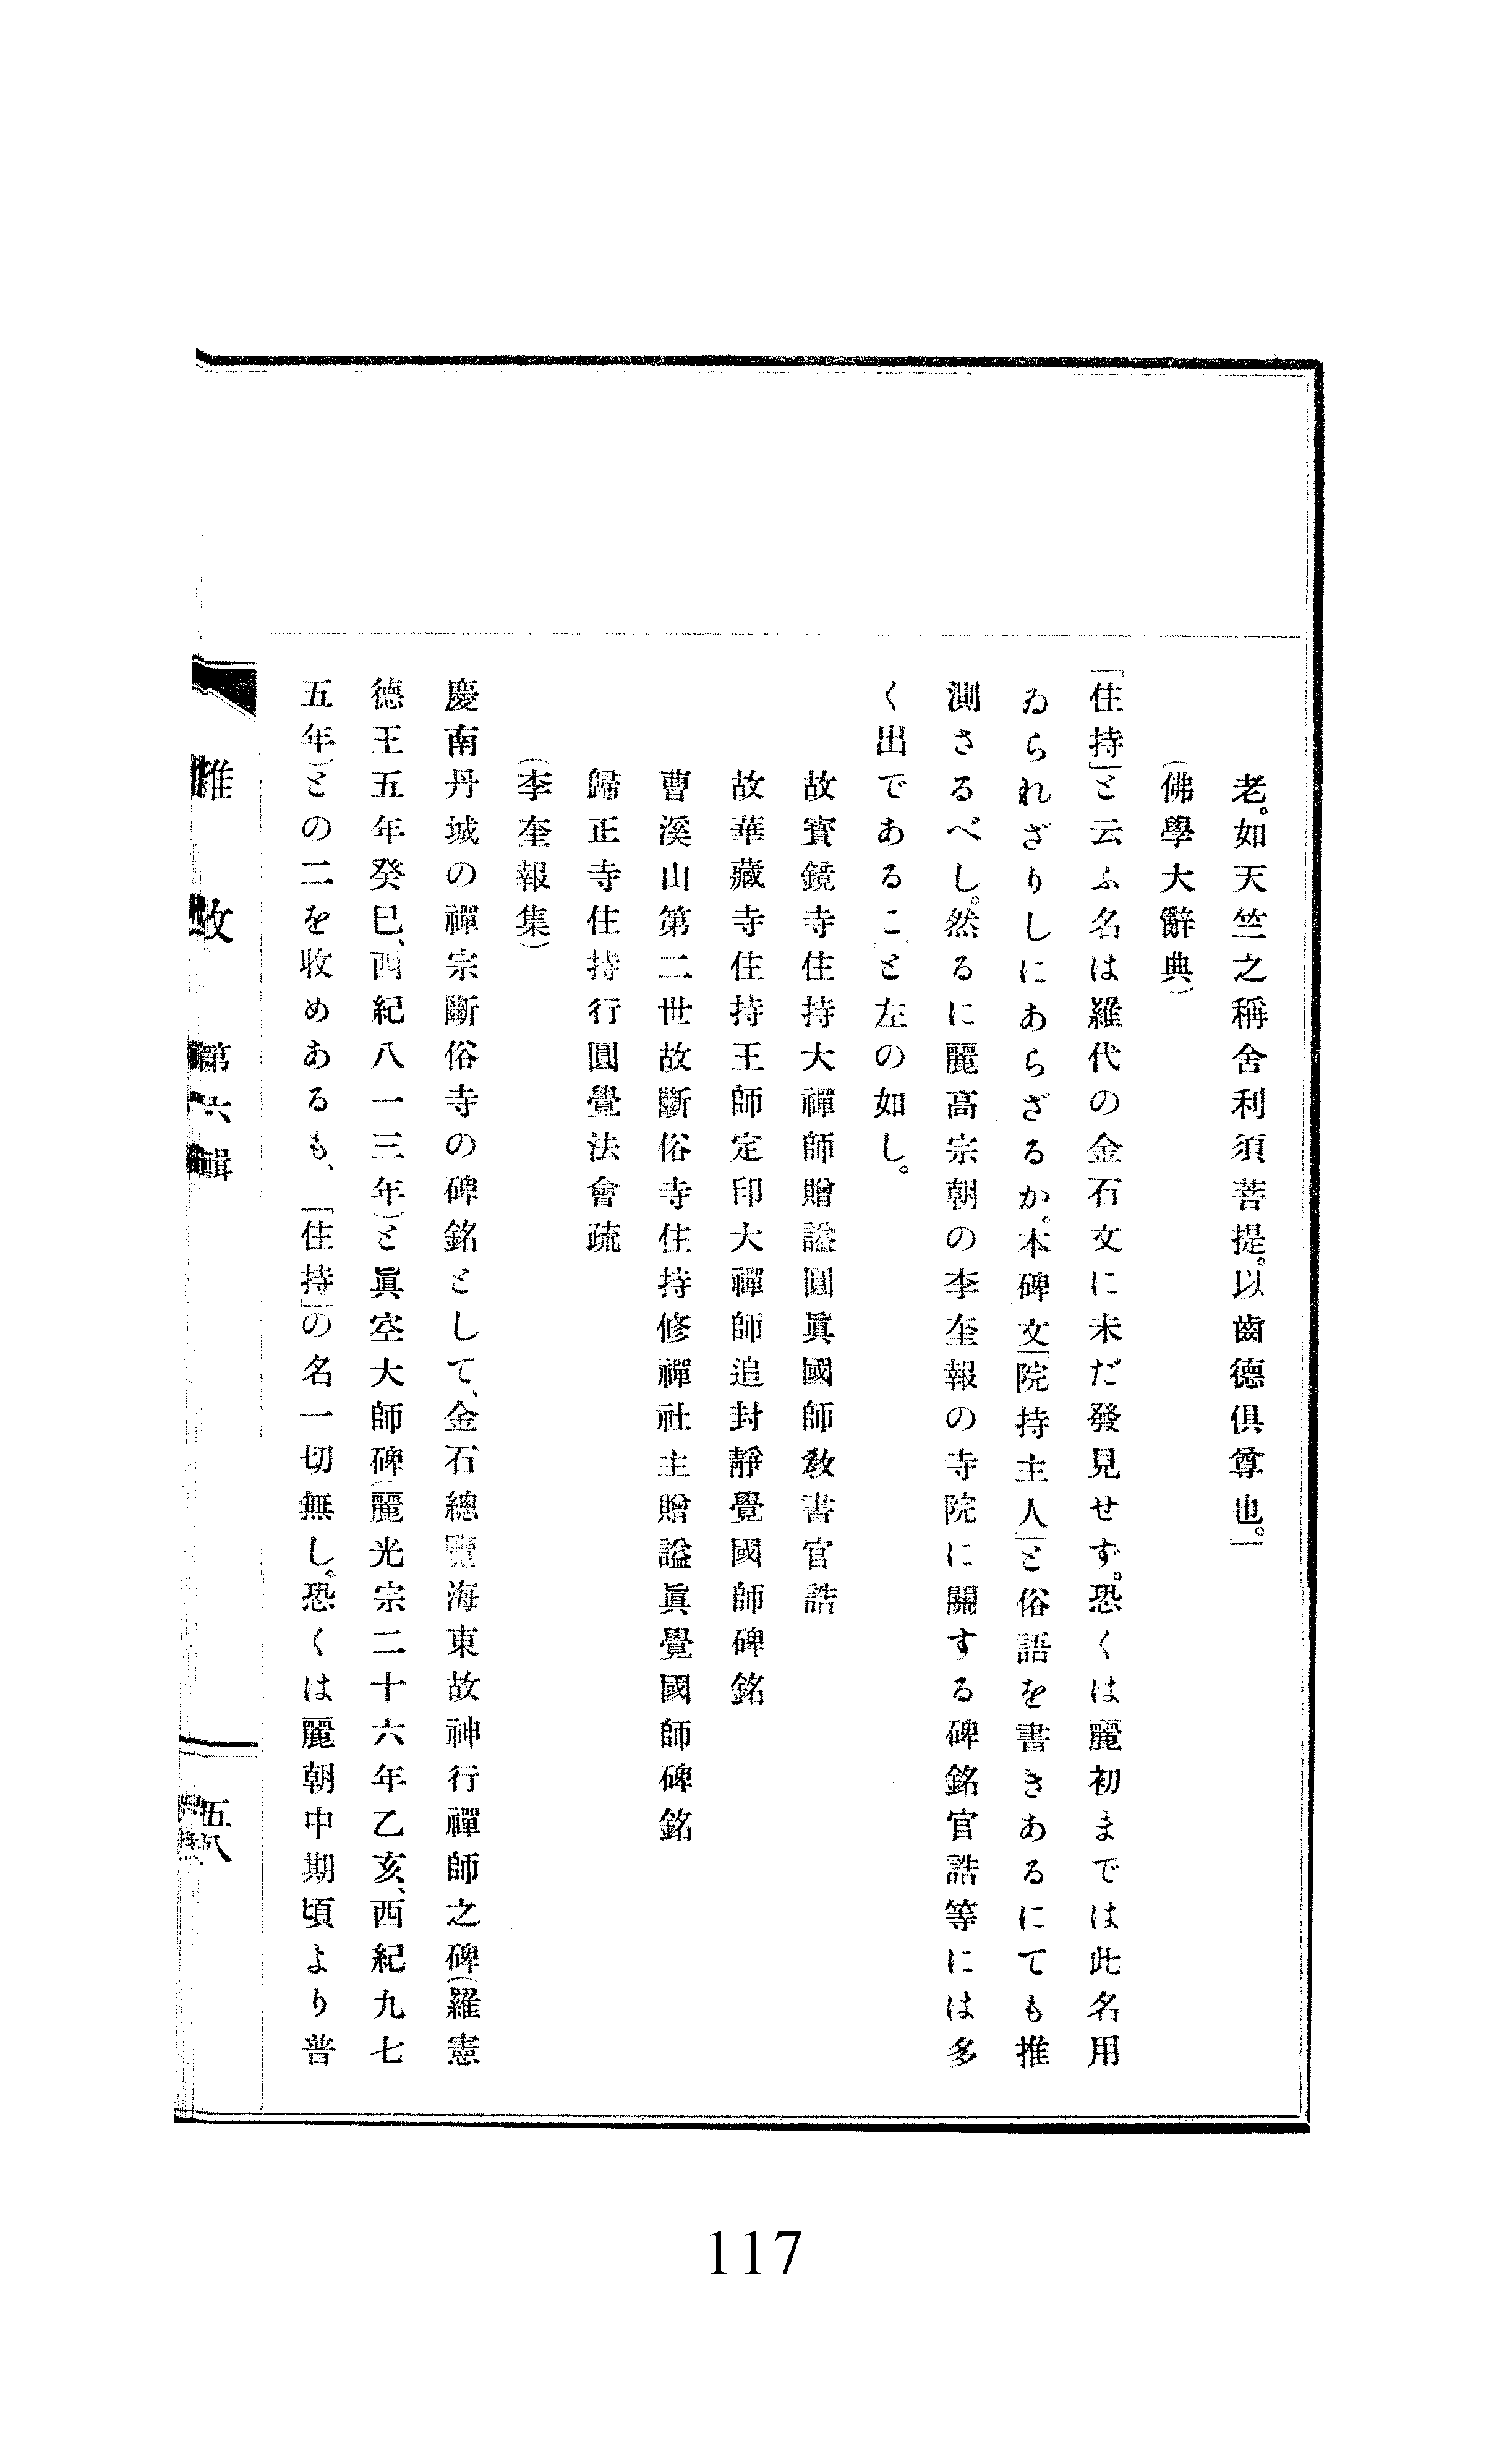 老。如天竺之稱舍利須菩提。以齒德俱尊也。」
(佛學大辭典)
「住持」と云ふ名は羅代の金石文に未だ發見せず。恐くは麗初までは此名用
ゐられざりしにあらざるか。本碑文「院持主人」と俗語を書きあるにても推
測さるべし。然るに麗高宗朝の李奎報の寺院に關する碑銘官誥等には多
く出であること左の如し。
故寳鏡寺住持大禪師贈謚圓眞國師敎書官誥
故華藏寺住持王師定印大禪師追封靜覺國師碑銘
曹溪山第二世故斷俗寺住持修禪社主贈謚眞覺國師碑銘
歸正寺住持行圓覺法會疏
(李奎報集)
慶南丹城の禪宗斷俗寺の碑銘として、金石總覽海東故神行禪師之碑(羅憲
德王五年癸巳、西紀八一三年)と眞空大師碑(麗光宗二十六年乙亥、西紀九七
五年)との二を收めあるも、「住持」の名一切無し。恐くは麗朝中期頃より普
雜攷 第六輯 五八
117